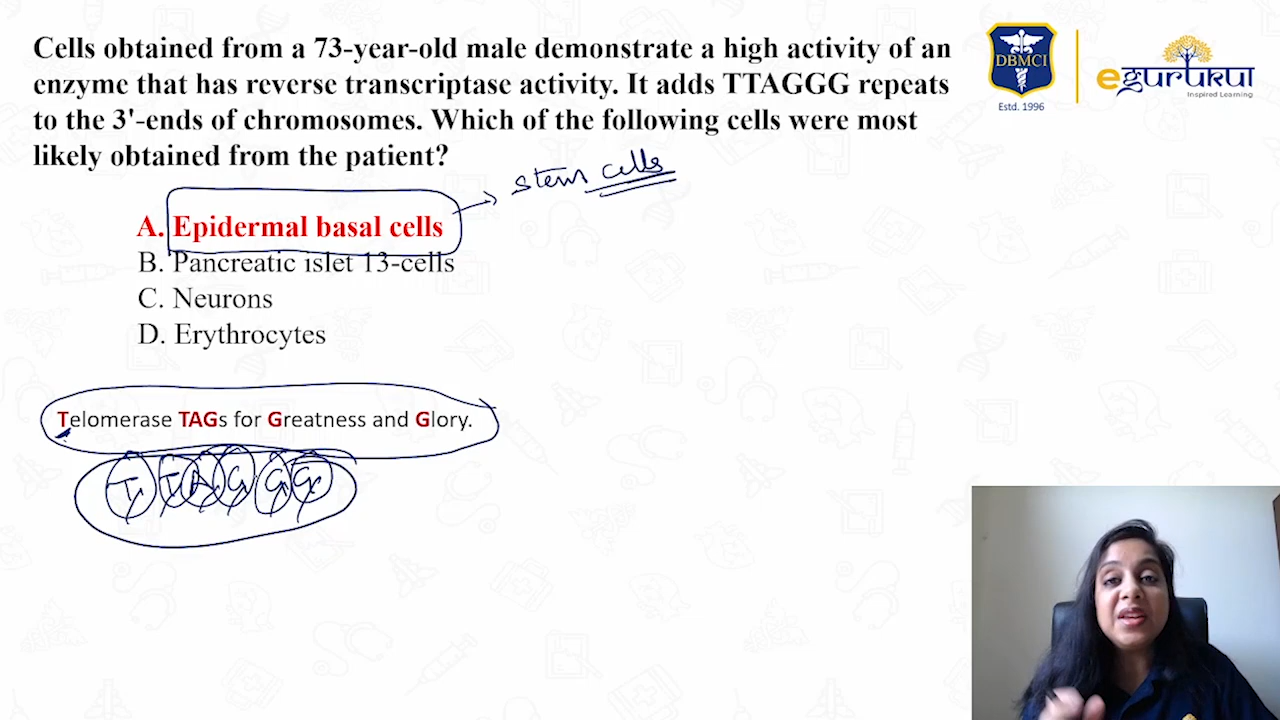 Cells obtained from a 73-year-old male demonstrate a high activity of an
enzyme that has reverse transcriptase activity. It adds TTAGGG repeats
to the 3'-ends of chromosomes. Which of the following cells were most
likely obtained from the patient?
stem cells
A. Epidermal basal cells
B. Pancreatic islet 13-cells
C. Neurons
D. Erythrocytes
Telomerase TAGs for Greatness and Glory.
T T A G G G
DBMCI
Estd. 1996
egurukul
Inspired Learning